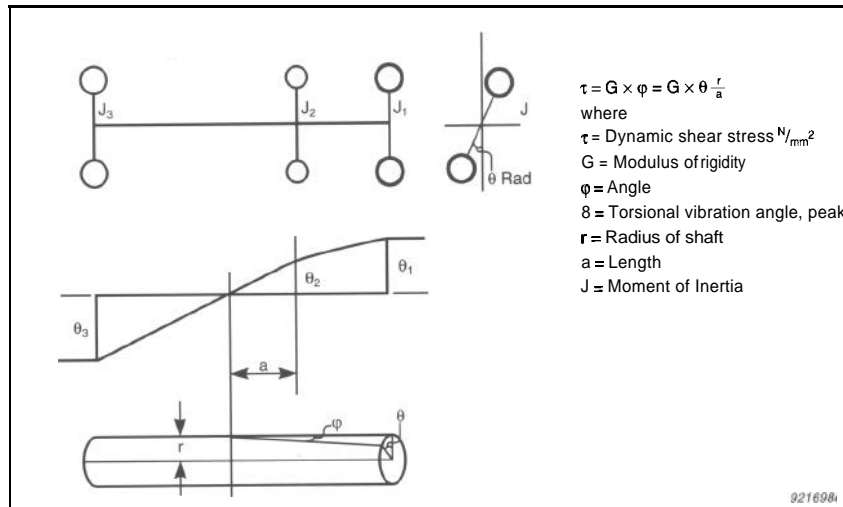 J₃
J₂
J₁
J
θ Rad
τ = G × φ = G × θ r/a
where
τ = Dynamic shear stress N/mm²
G = Modulus of rigidity
φ = Angle
8 = Torsional vibration angle, peak
r = Radius of shaft
a = Length
J = Moment of Inertia
θ₃
θ₂
θ₁
a
r
φ
θ
921698